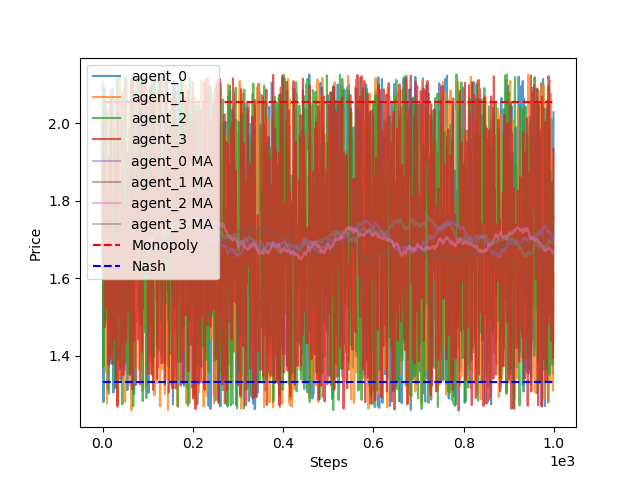 agent_0
agent_1
agent_2
agent_3
agent_0 MA
agent_1 MA
agent_2 MA
agent_3 MA
Monopoly
Nash
Price
2.0
1.8
1.6
1.4
0.0 0.2 0.4 0.6 0.8 1.0
Steps
1e3